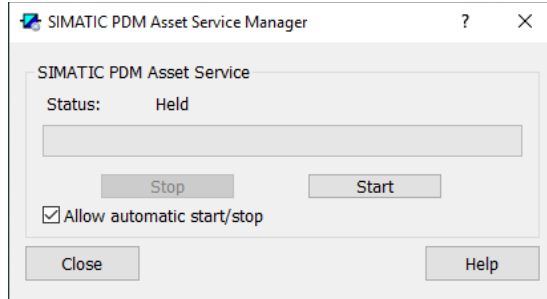 SIMATIC PDM Asset Service Manager ? ×
SIMATIC PDM Asset Service
Status: Held
Stop Start
Allow automatic start/stop
Close Help